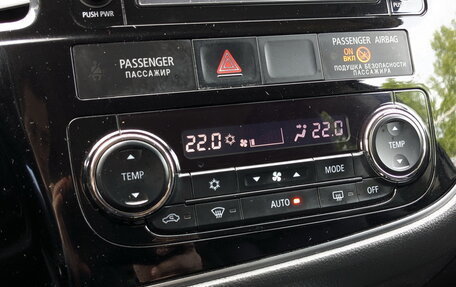 PUSH PWR
PUSH
PASSENGER
ПАССАЖИР
PASSENGER AIRBAG
ON
ВКЛ
ПОДУШКА БЕЗОПАСНОСТИ
ПАССАЖИРА
22.0 22.0
TEMP
TEMP
MODE
AUTO
OFF